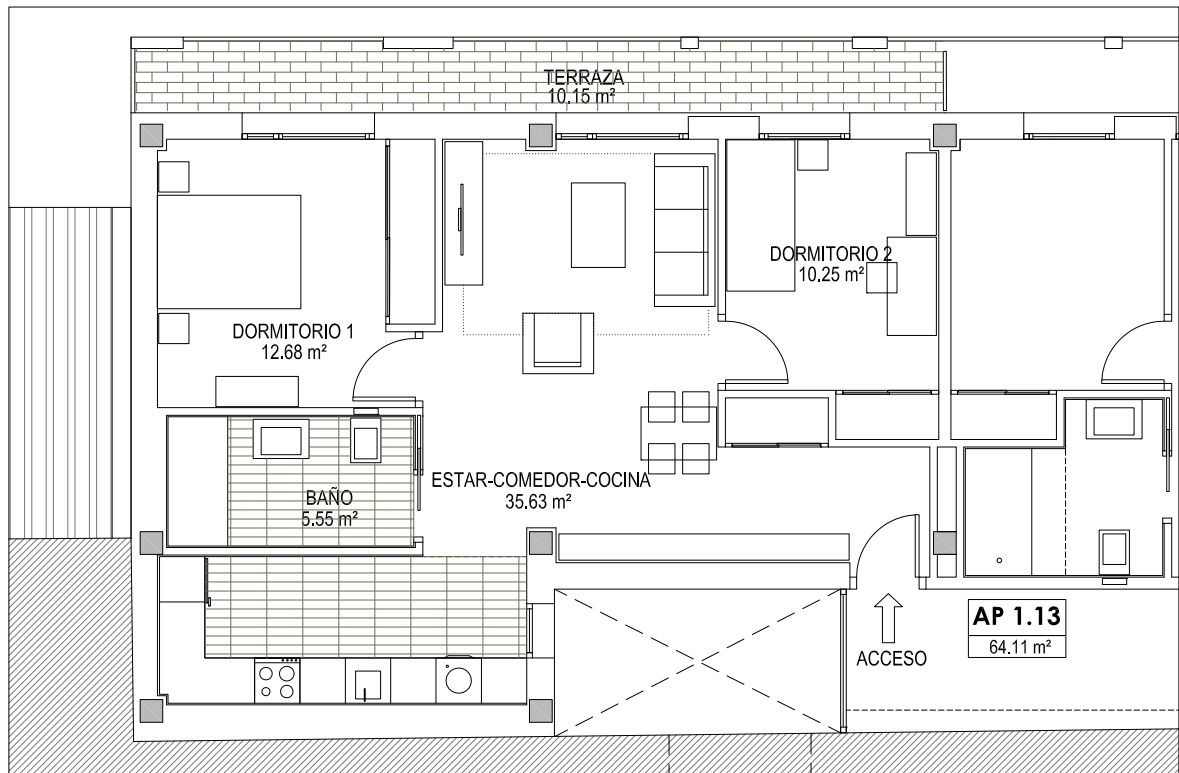 TERRAZA
10.15 m²
DORMITORIO 2
10.25 m²
DORMITORIO 1
12.68 m²
ESTAR-COMEDOR-COCINA
35.63 m²
BAÑO
5.55 m²
AP 1.13
64.11 m²
ACCESO